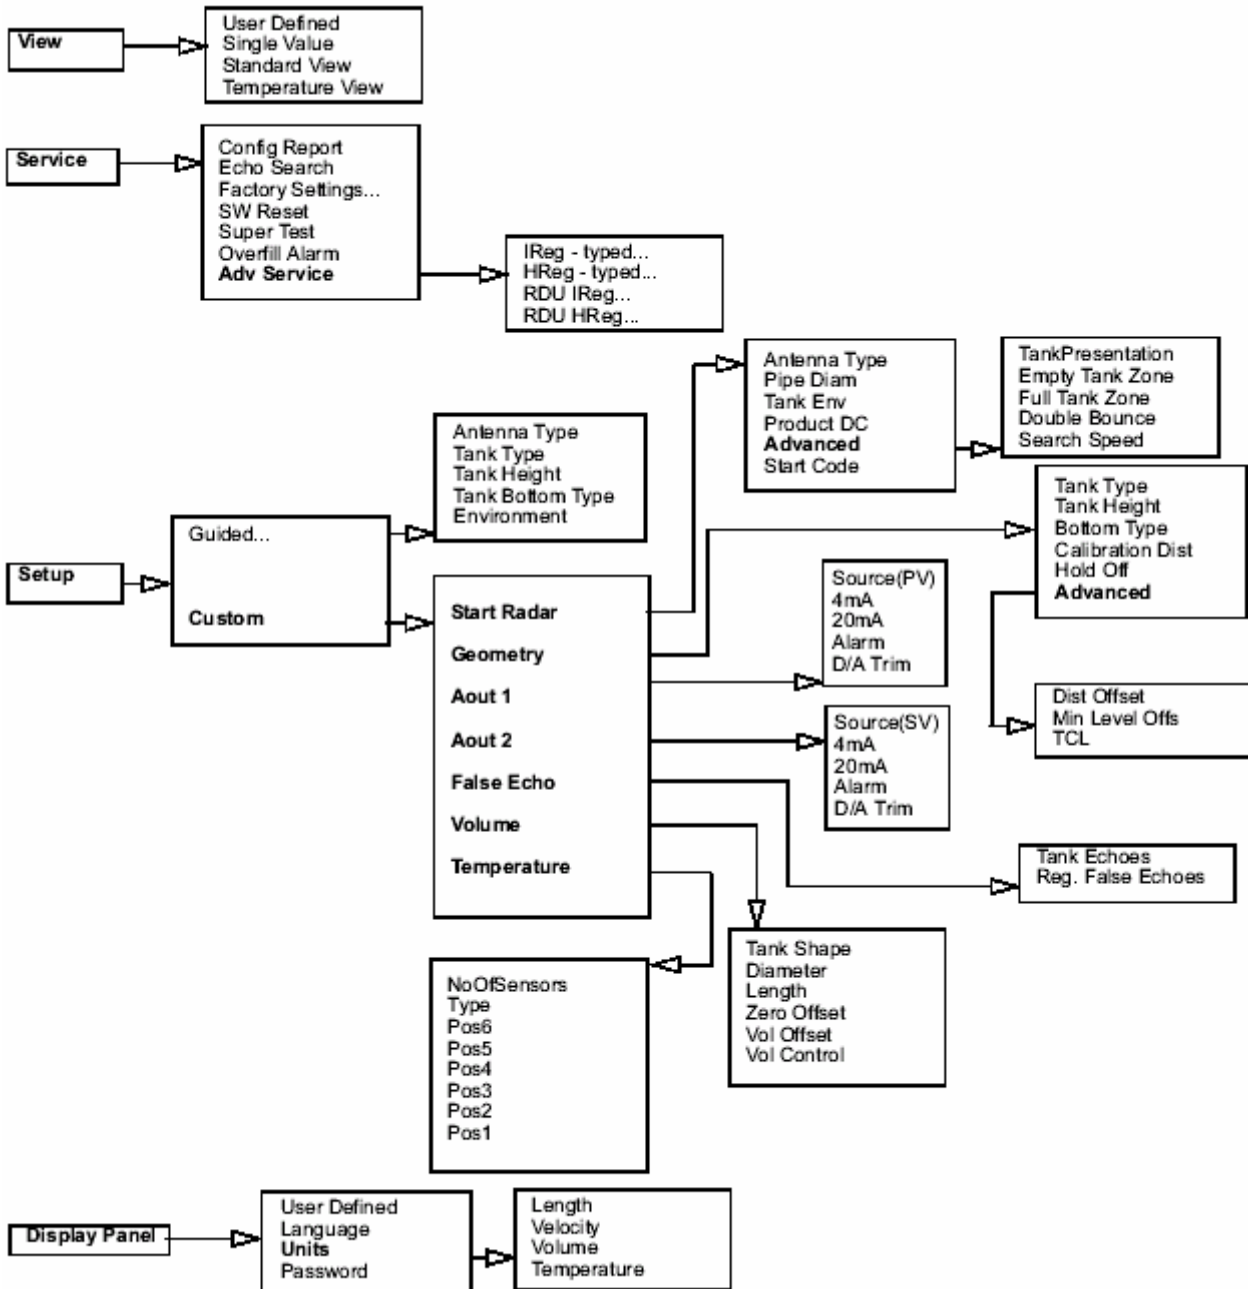 View
User Defined
Single Value
Standard View
Temperature View
Service
Config Report
Echo Search
Factory Settings...
SW Reset
Super Test
Overfill Alarm
Adv Service
IReg - typed...
HReg - typed...
RDU IReg...
RDU HReg...
Setup
Guided...
Custom
Antenna Type
Tank Type
Tank Height
Tank Bottom Type
Environment
Start Radar
Geometry
Aout 1
Aout 2
False Echo
Volume
Temperature
Antenna Type
Pipe Diam
Tank Env
Product DC
Advanced
Start Code
TankPresentation
Empty Tank Zone
Full Tank Zone
Double Bounce
Search Speed
Tank Type
Tank Height
Bottom Type
Calibration Dist
Hold Off
Advanced
Dist Offset
Min Level Offs
TCL
Source(PV)
4mA
20mA
Alarm
D/A Trim
Source(SV)
4mA
20mA
Alarm
D/A Trim
Tank Echoes
Reg. False Echoes
Tank Shape
Diameter
Length
Zero Offset
Vol Offset
Vol Control
NoOfSensors
Type
Pos6
Pos5
Pos4
Pos3
Pos2
Pos1
Display Panel
User Defined
Language
Units
Password
Length
Velocity
Volume
Temperature